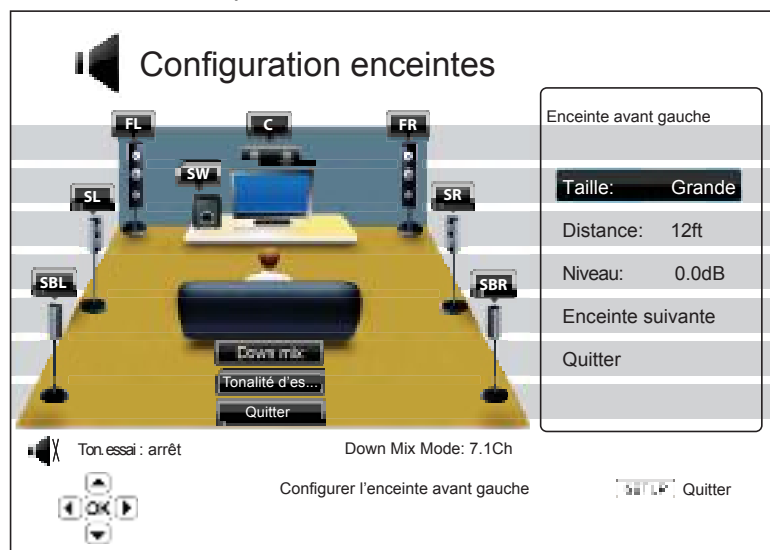 Configuration enceintes
FL
C
FR
Enceinte avant gauche
SW
SL
SR
Taille: Grande
Distance: 12ft
SBL
SBR
Niveau: 0.0dB
Enceinte suivante
Down mix
Quitter
Tonalité d'es...
Quitter
Ton. essai : arrêt
Down Mix Mode: 7.1Ch
OK
Configurer l'enceinte avant gauche
SETUP Quitter